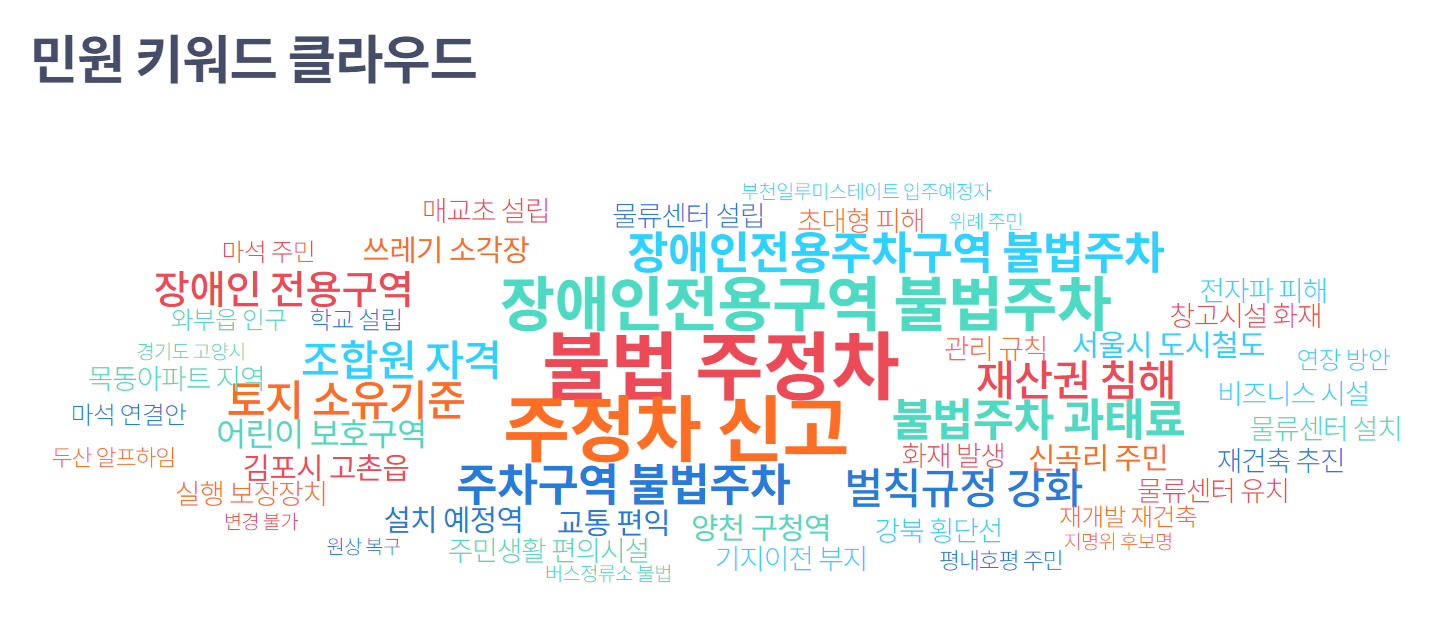 민원 키워드 클라우드
부천일루미스테이트 입주예정자
매교초 설립
물류센터 설립
초대형 피해
위례 주민
마석 주민
쓰레기 소각장
장애인전용주차구역 불법주차
장애인 전용구역
장애인전용구역 불법주차
전자파 피해
와부읍 인구
학교 설립
창고시설 화재
경기도 고양시
조합원 자격
불법 주정차
관리 규칙
서울시 도시철도
연장 방안
목동아파트 지역
재산권 침해
비즈니스 시설
토지 소유기준
마석 연결안
주정차 신고
불법주차 과태료
물류센터 설치
어린이 보호구역
두산 알프하임
김포시 고촌읍
화재 발생
신곡리 주민
재건축 추진
주차구역 불법주차
벌칙규정 강화
물류센터 유치
실행 보장장치
변경 불가
설치 예정역
교통 편익
양천 구청역
강북 횡단선
재개발 재건축
지명위 후보명
원상 복구
주민생활 편의시설
기지이전 부지
평내호평 주민
버스정류소 불법